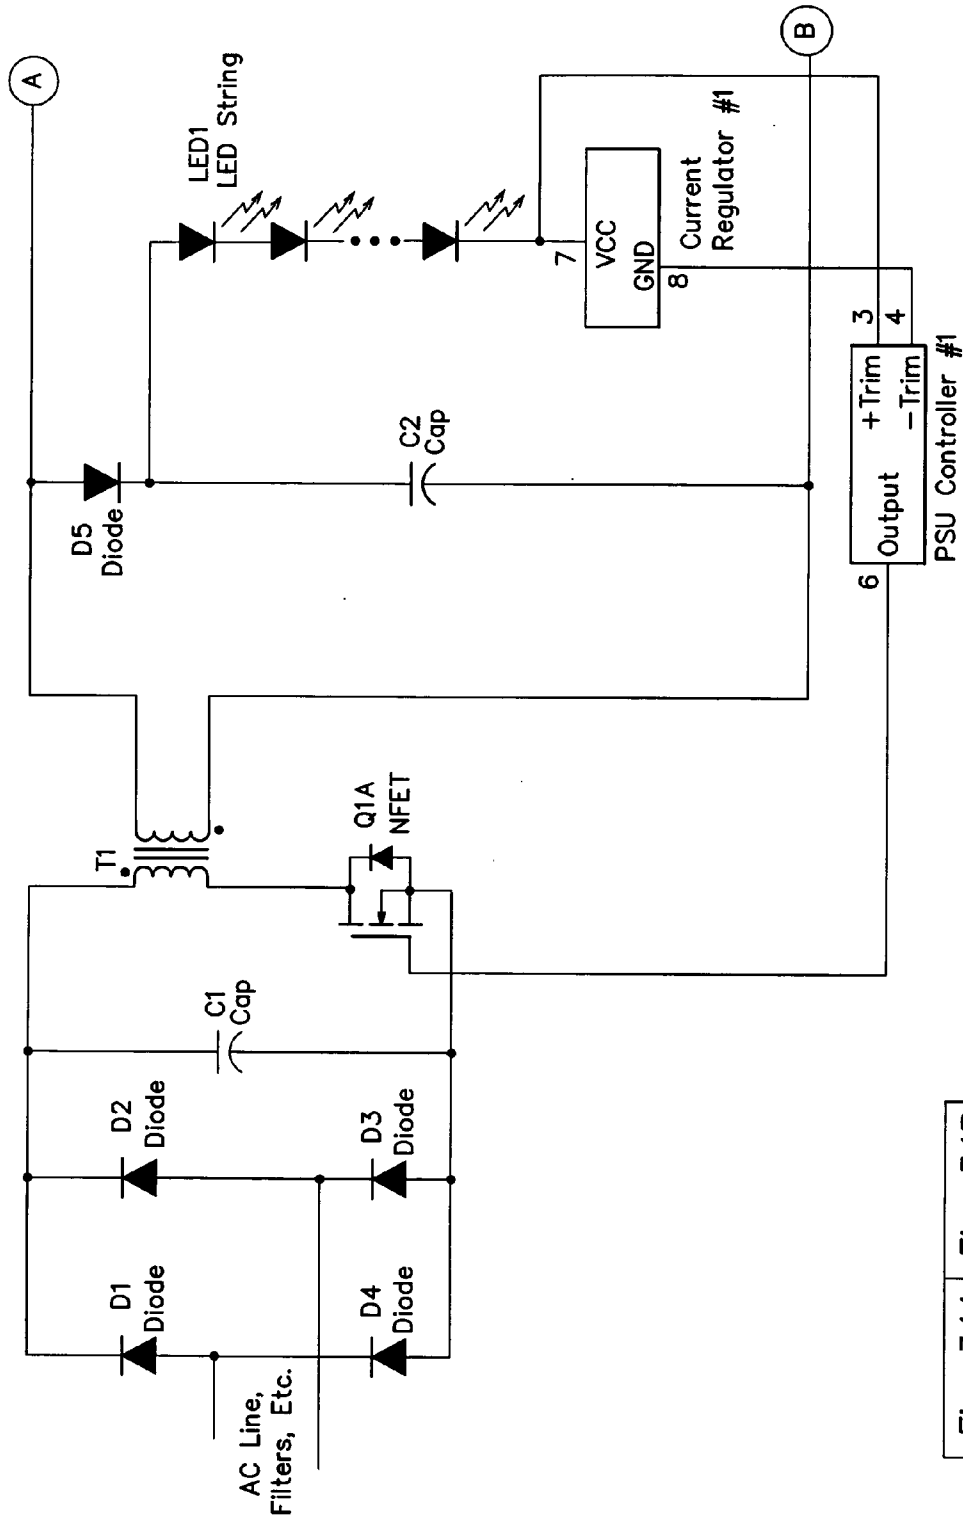 A
B
LED1
LED String
D5
Diode
C2
Cap
7
VCC
GND
8
Current
Regulator #1
3
4
+Trim
-Trim
Output
6
PSU Controller #1
T1
Q1A
NFET
C1
Cap
D2
Diode
D3
Diode
D1
Diode
D4
Diode
AC Line,
Filters, Etc.